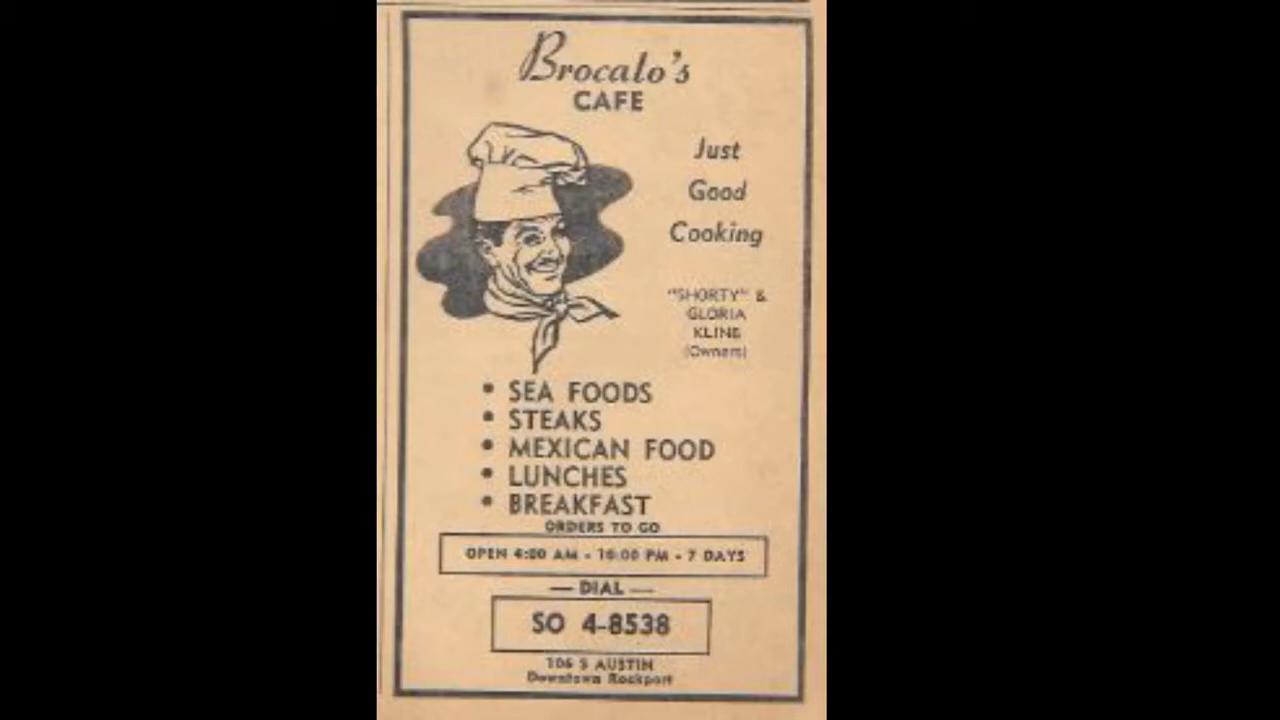 Brocato's
CAFE
Just
Good
Cooking
"SHORTY" &
GLORIA
KLINE
(Owners)
• SEA FOODS
• STEAKS
• MEXICAN FOOD
• LUNCHES
• BREAKFAST
ORDERS TO GO
OPEN 4:00 AM - 10:00 PM - 7 DAYS
— DIAL —
SO 4-8538
106 S AUSTIN
Downtown Rockport